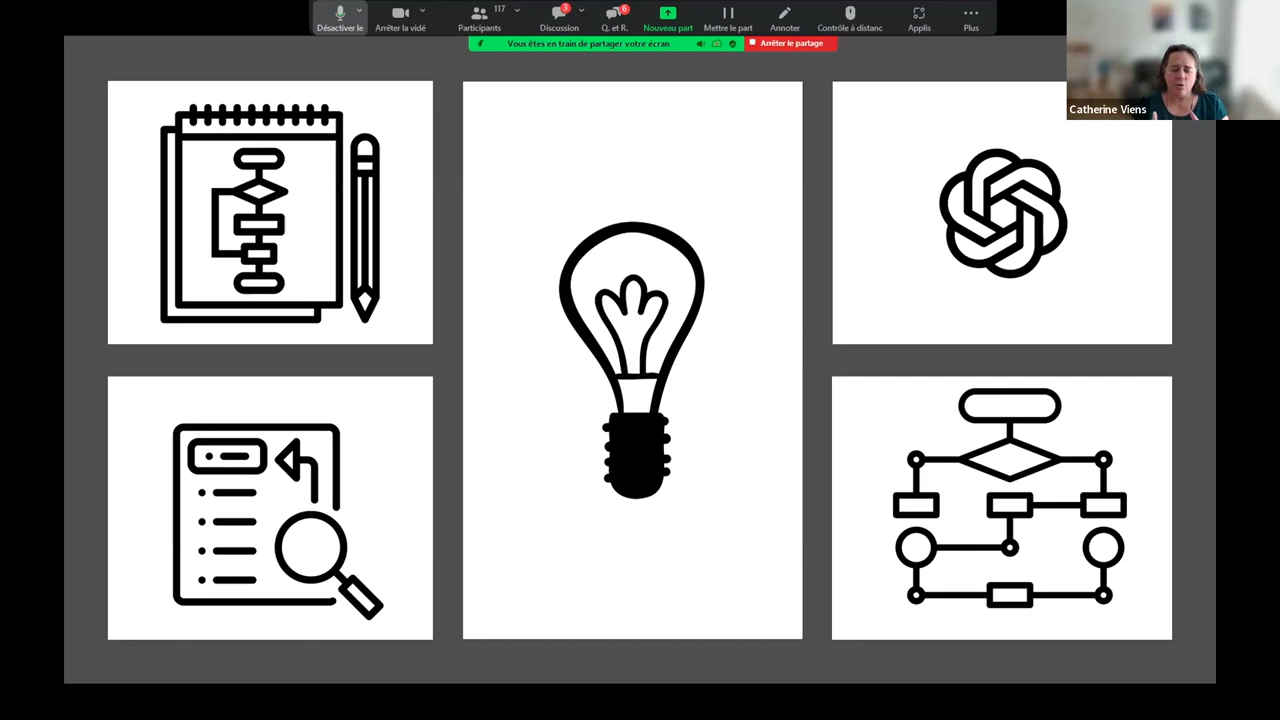 117
3
6
Désactiver le
Arrêter la vidé
Participants
Discussion
Q. et R.
Nouveau part
Mettre le part
Annoter
Contrôle à distanc
Applis
Plus
Vous êtes en train de partager votre écran
Arrêter le partage
Catherine Viens